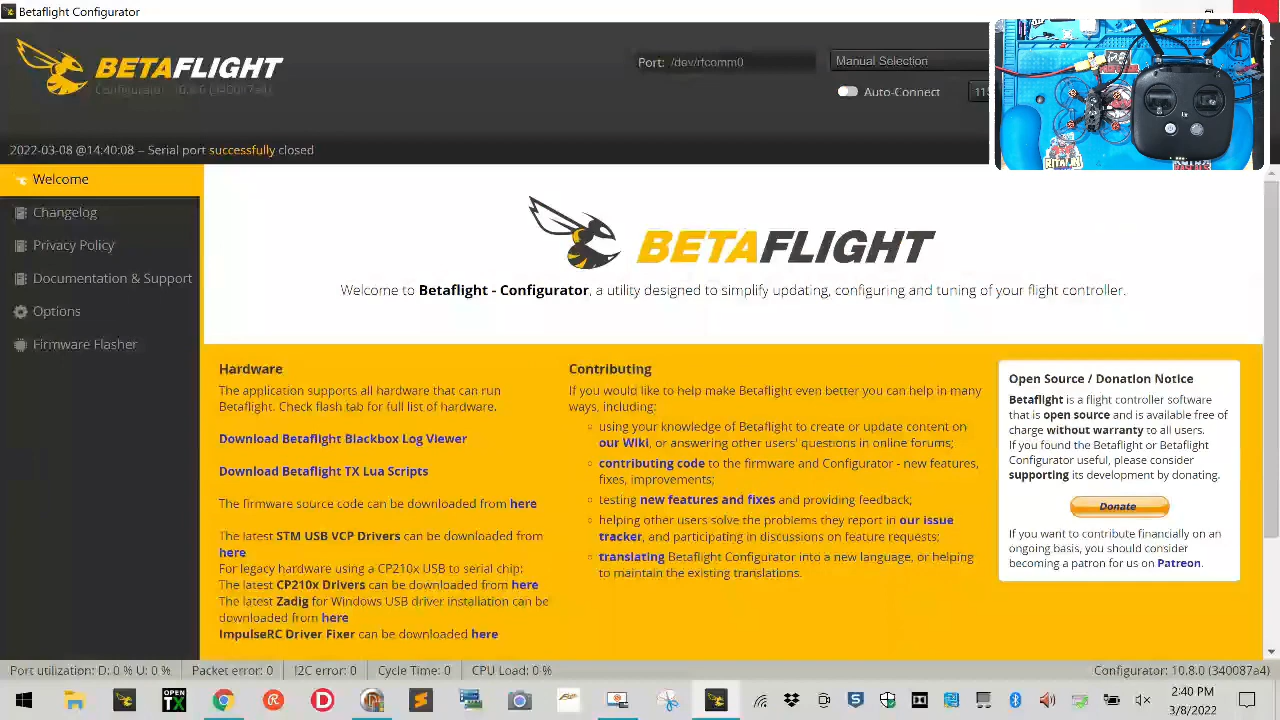 Betaflight Configurator
BETAFLIGHT
Port: /dev/rfcomm0
Manual Selection
Auto-Connect
2022-03-08 @14:40:08 – Serial port successfully closed
Welcome
Changelog
Privacy Policy
Documentation & Support
Options
Firmware Flasher
BETAFLIGHT
Welcome to Betaflight - Configurator, a utility designed to simplify updating, configuring and tuning of your flight controller.
Hardware
The application supports all hardware that can run
Betaflight. Check flash tab for full list of hardware.
Download Betaflight Blackbox Log Viewer
Download Betaflight TX Lua Scripts
The firmware source code can be downloaded from here
The latest STM USB VCP Drivers can be downloaded from
here
For legacy hardware using a CP210x USB to serial chip:
The latest CP210x Drivers can be downloaded from here
The latest Zadig for Windows USB driver installation can be
downloaded from here
ImpulseRC Driver Fixer can be downloaded here
Contributing
If you would like to help make Betaflight even better you can help in many
ways, including:
using your knowledge of Betaflight to create or update content on
our Wiki, or answering other users' questions in online forums;
contributing code to the firmware and Configurator - new features,
fixes, improvements;
testing new features and fixes and providing feedback;
helping other users solve the problems they report in our issue
tracker, and participating in discussions on feature requests;
translating Betaflight Configurator into a new language, or helping
to maintain the existing translations.
Open Source / Donation Notice
Betaflight is a flight controller software
that is open source and is available free of
charge without warranty to all users.
If you found the Betaflight or Betaflight
Configurator useful, please consider
supporting its development by donating.
Donate
If you want to contribute financially on an
ongoing basis, you should consider
becoming a patron for us on Patreon.
Port utilization: D: 0 % U: 0 %
Packet error: 0
I2C error: 0
Cycle Time: 0
CPU Load: 0 %
Configurator: 10.8.0 (340087a4)
OPEN
TX
2:40 PM
3/8/2022